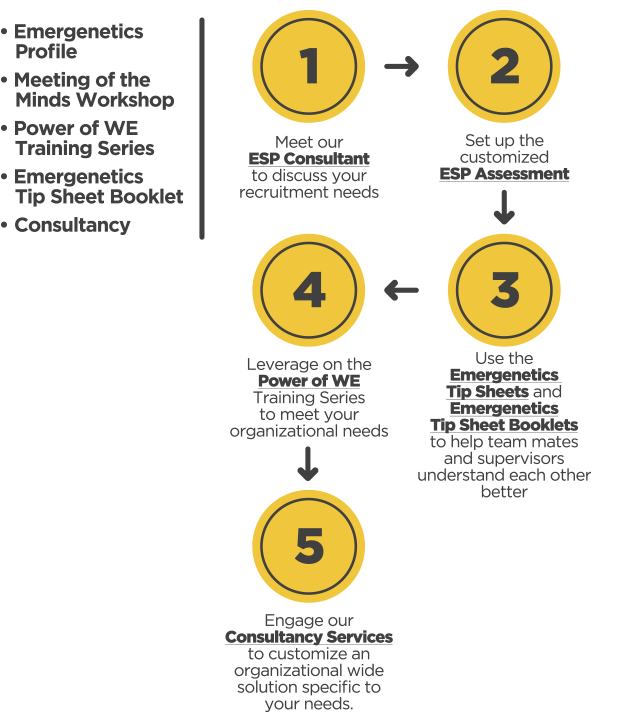 • Emergenetics
Profile
• Meeting of the
Minds Workshop
• Power of WE
Training Series
• Emergenetics
Tip Sheet Booklet
• Consultancy
1
Meet our
ESP Consultant
to discuss your
recruitment needs
2
Set up the
customized
ESP Assessment
3
Use the
Emergenetics
Tip Sheets and
Emergenetics
Tip Sheet Booklets
to help team mates
and supervisors
understand each other
better
4
Leverage on the
Power of WE
Training Series
to meet your
organizational needs
5
Engage our
Consultancy Services
to customize an
organizational wide
solution specific to
your needs.